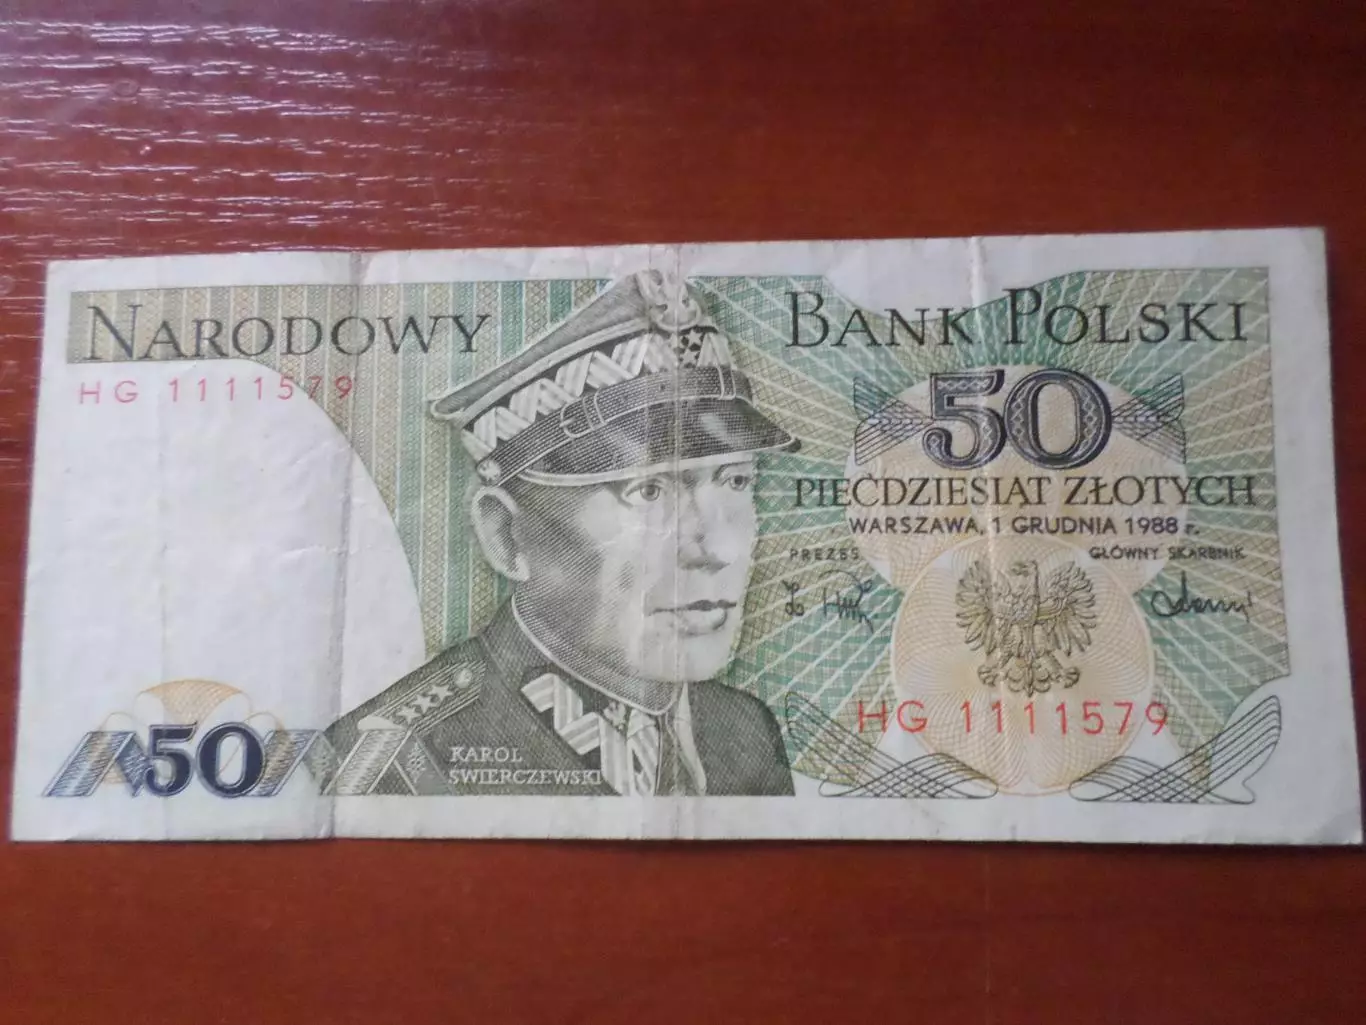 NARODOWY BANK POLSKI
HG 1111579
50
PIEĆDZIESIĄT ZŁOTYCH
WARSZAWA, 1 GRUDNIA 1988 r.
PREZES GŁÓWNY SKARBNIK
HG 1111579
KAROL
ŚWIERCZEWSKI
50